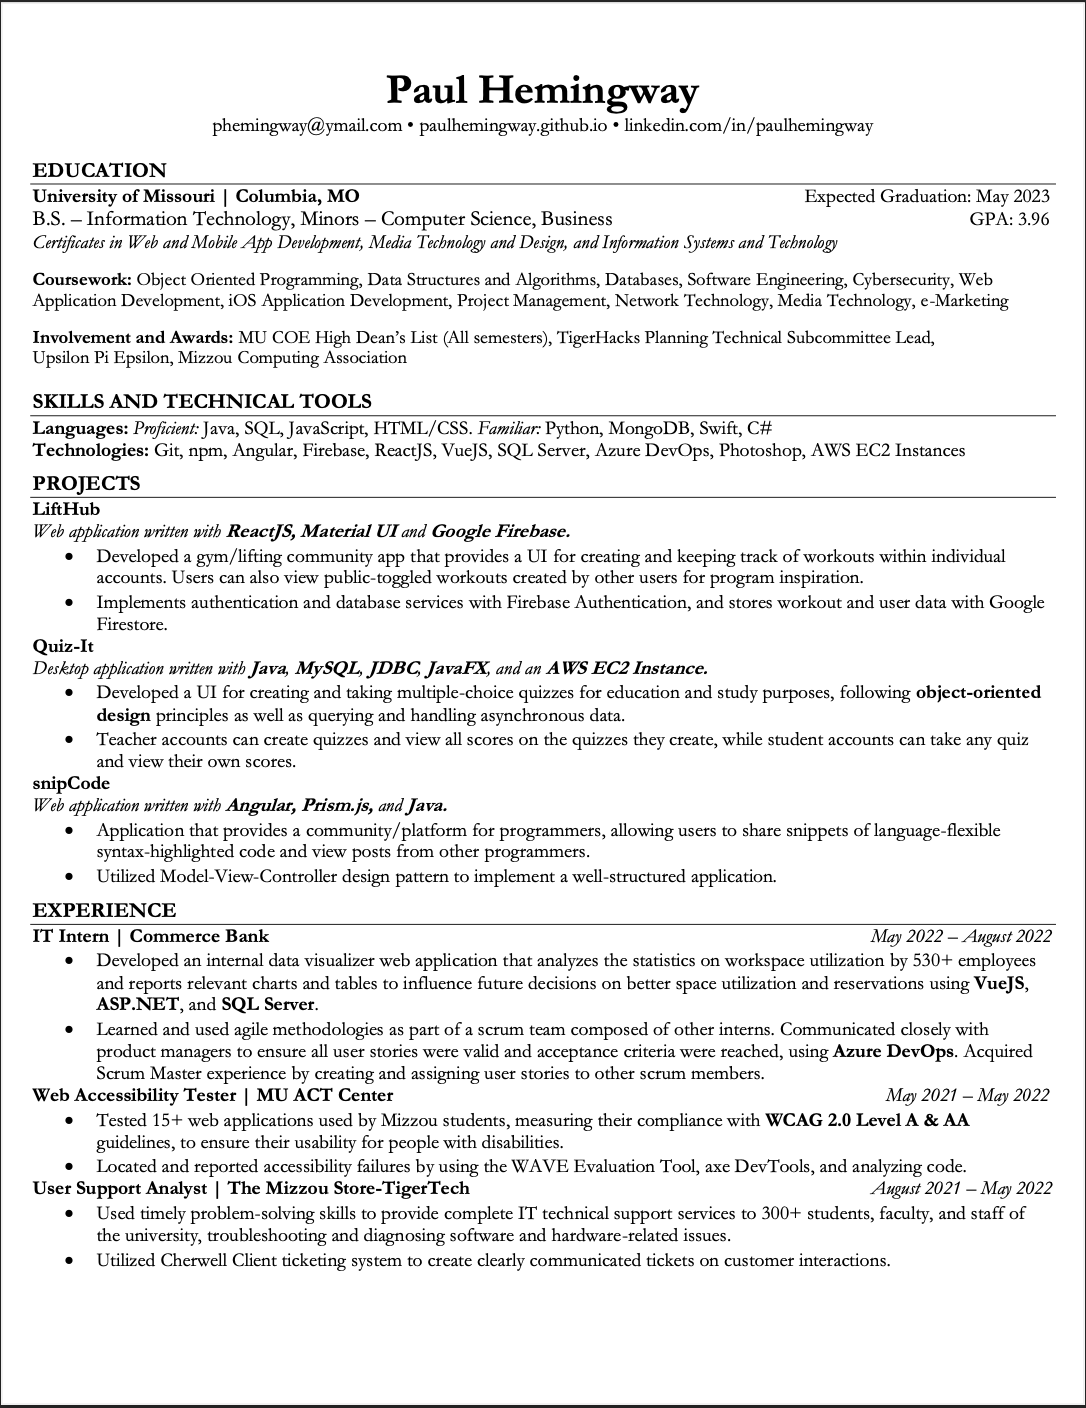 Paul Hemingway
phemingway@ymail.com • paulhemingway.github.io • linkedin.com/in/paulhemingway
EDUCATION
University of Missouri | Columbia, MO Expected Graduation: May 2023
B.S. – Information Technology, Minors – Computer Science, Business GPA: 3.96
Certificates in Web and Mobile App Development, Media Technology and Design, and Information Systems and Technology
Coursework: Object Oriented Programming, Data Structures and Algorithms, Databases, Software Engineering, Cybersecurity, Web
Application Development, iOS Application Development, Project Management, Network Technology, Media Technology, e-Marketing
Involvement and Awards: MU COE High Dean's List (All semesters), TigerHacks Planning Technical Subcommittee Lead,
Upsilon Pi Epsilon, Mizzou Computing Association
SKILLS AND TECHNICAL TOOLS
Languages: Proficient: Java, SQL, JavaScript, HTML/CSS. Familiar: Python, MongoDB, Swift, C#
Technologies: Git, npm, Angular, Firebase, ReactJS, VueJS, SQL Server, Azure DevOps, Photoshop, AWS EC2 Instances
PROJECTS
LiftHub
Web application written with ReactJS, Material UI and Google Firebase.
• Developed a gym/lifting community app that provides a UI for creating and keeping track of workouts within individual
accounts. Users can also view public-toggled workouts created by other users for program inspiration.
• Implements authentication and database services with Firebase Authentication, and stores workout and user data with Google
Firestore.
Quiz-It
Desktop application written with Java, MySQL, JDBC, JavaFX, and an AWS EC2 Instance.
• Developed a UI for creating and taking multiple-choice quizzes for education and study purposes, following object-oriented
design principles as well as querying and handling asynchronous data.
• Teacher accounts can create quizzes and view all scores on the quizzes they create, while student accounts can take any quiz
and view their own scores.
snipCode
Web application written with Angular, Prism.js, and Java.
• Application that provides a community/platform for programmers, allowing users to share snippets of language-flexible
syntax-highlighted code and view posts from other programmers.
• Utilized Model-View-Controller design pattern to implement a well-structured application.
EXPERIENCE
IT Intern | Commerce Bank May 2022 – August 2022
• Developed an internal data visualizer web application that analyzes the statistics on workspace utilization by 530+ employees
and reports relevant charts and tables to influence future decisions on better space utilization and reservations using VueJS,
ASP.NET, and SQL Server.
• Learned and used agile methodologies as part of a scrum team composed of other interns. Communicated closely with
product managers to ensure all user stories were valid and acceptance criteria were reached, using Azure DevOps. Acquired
Scrum Master experience by creating and assigning user stories to other scrum members.
Web Accessibility Tester | MU ACT Center May 2021 – May 2022
• Tested 15+ web applications used by Mizzou students, measuring their compliance with WCAG 2.0 Level A & AA
guidelines, to ensure their usability for people with disabilities.
• Located and reported accessibility failures by using the WAVE Evaluation Tool, axe DevTools, and analyzing code.
User Support Analyst | The Mizzou Store-TigerTech August 2021 – May 2022
• Used timely problem-solving skills to provide complete IT technical support services to 300+ students, faculty, and staff of
the university, troubleshooting and diagnosing software and hardware-related issues.
• Utilized Cherwell Client ticketing system to create clearly communicated tickets on customer interactions.